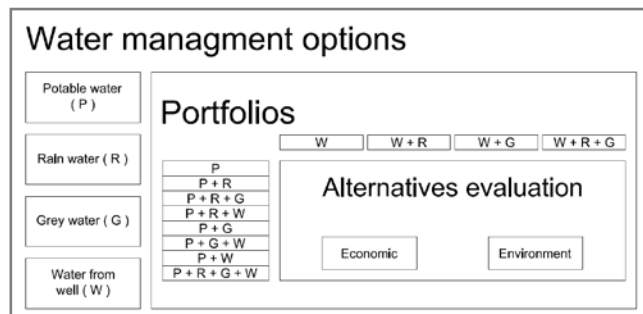 Water managment options
Potable water
( P )
Rain water ( R )
Grey water ( G )
Water from
well ( W )
Portfolios
W
W + R
W + G
W + R + G
P
P + R
P + R + G
P + R + W
P + G
P + G + W
P + W
P + R + G + W
Alternatives evaluation
Economic
Environment